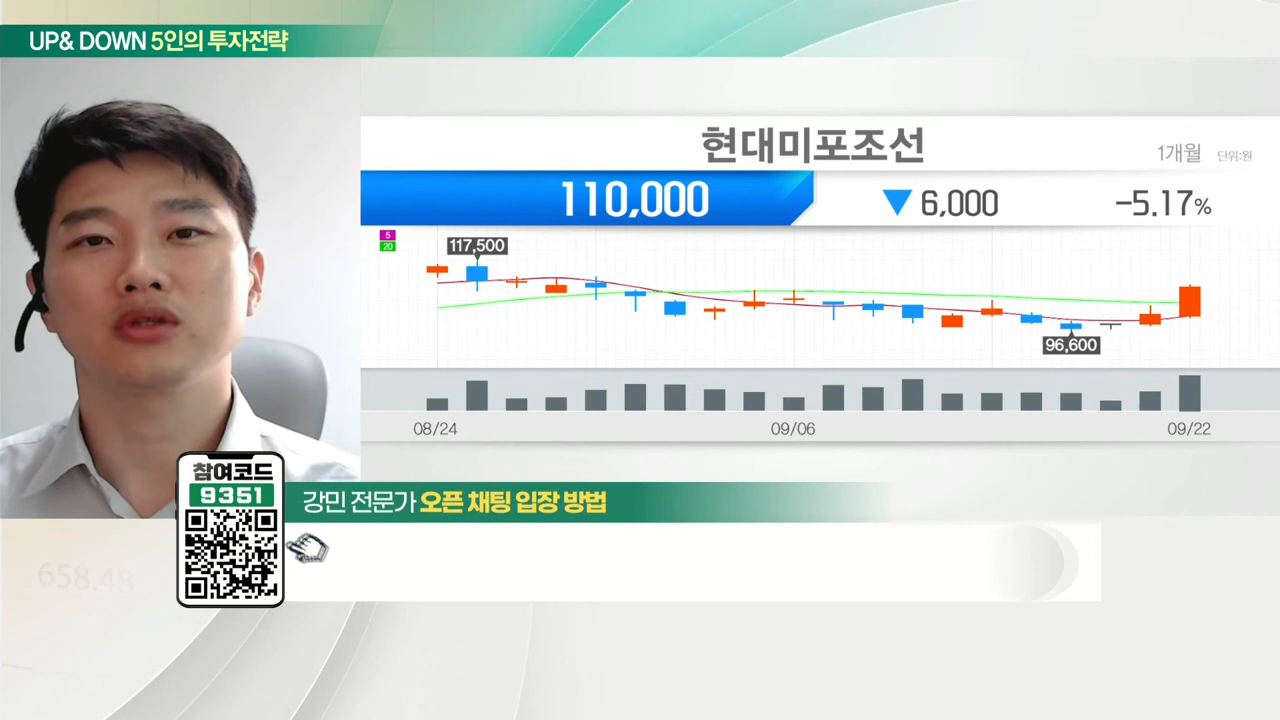 UP& DOWN 5인의 투자전략
현대미포조선
1개월 단위:원
110,000 ▼ 6,000 -5.17%
5
20
117,500
96,600
08/24 09/06 09/22
참여코드
9351
강민 전문가 오픈 채팅 입장 방법
658.48